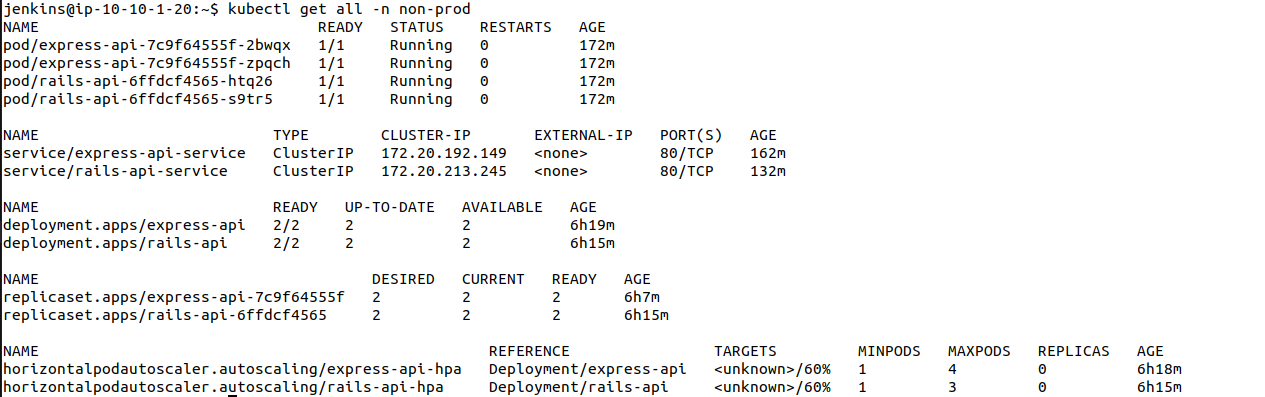 jenkins@ip-10-10-1-20:~$ kubectl get all -n non-prod
NAME                               READY   STATUS    RESTARTS   AGE
pod/express-api-7c9f64555f-2bwqx   1/1     Running   0          172m
pod/express-api-7c9f64555f-zpqch   1/1     Running   0          172m
pod/rails-api-6ffdcf4565-htq26     1/1     Running   0          172m
pod/rails-api-6ffdcf4565-s9tr5     1/1     Running   0          172m

NAME                          TYPE        CLUSTER-IP       EXTERNAL-IP   PORT(S)   AGE
service/express-api-service   ClusterIP   172.20.192.149   <none>        80/TCP    162m
service/rails-api-service     ClusterIP   172.20.213.245   <none>        80/TCP    132m

NAME                          READY   UP-TO-DATE   AVAILABLE   AGE
deployment.apps/express-api   2/2     2            2           6h19m
deployment.apps/rails-api     2/2     2            2           6h15m

NAME                                     DESIRED   CURRENT   READY   AGE
replicaset.apps/express-api-7c9f64555f   2         2         2       6h7m
replicaset.apps/rails-api-6ffdcf4565     2         2         2       6h15m

NAME                                                  REFERENCE                TARGETS         MINPODS   MAXPODS   REPLICAS   AGE
horizontalpodautoscaler.autoscaling/express-api-hpa   Deployment/express-api   <unknown>/60%   1         4         0          6h18m
horizontalpodautoscaler.autoscaling/rails-api-hpa     Deployment/rails-api     <unknown>/60%   1         3         0          6h15m